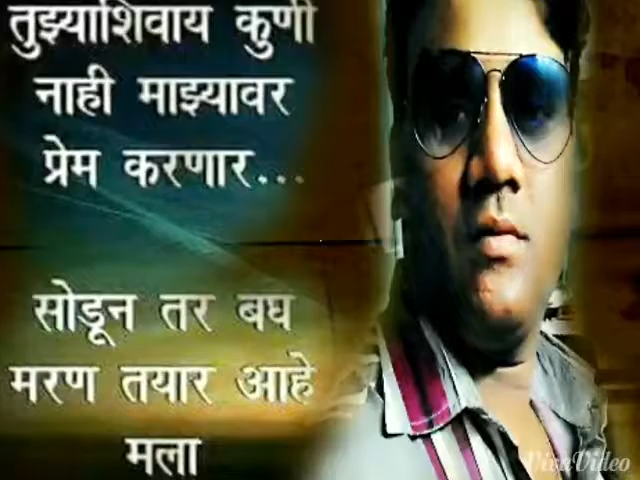 तुझ्याशिवाय कुणी
नाही माझ्यावर
प्रेम करणार...
सोडून तर बघ
मरण तयार आहे
मला
VivaVideo